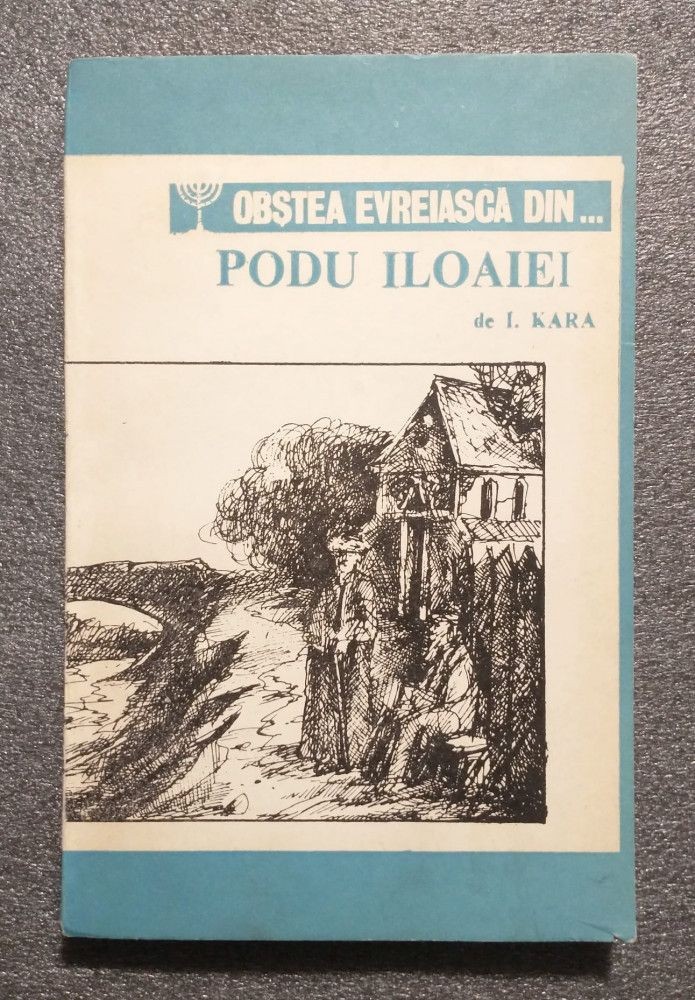 OBȘTEA EVREIASCĂ DIN...
PODU ILOAIEI
de I. KARA